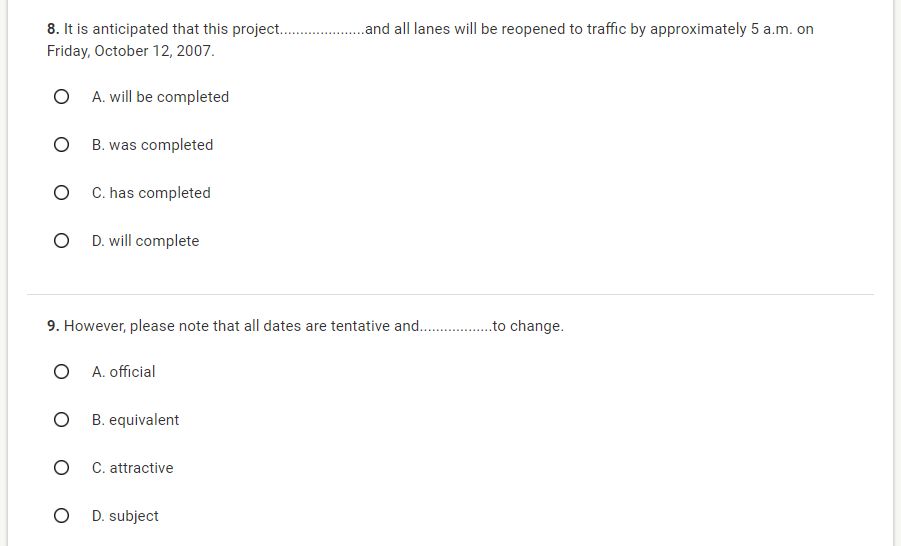 8. It is anticipated that this project.....................and all lanes will be reopened to traffic by approximately 5 a.m. on
Friday, October 12, 2007.
A. will be completed
B. was completed
C. has completed
D. will complete
9. However, please note that all dates are tentative and..................to change.
A. official
B. equivalent
C. attractive
D. subject